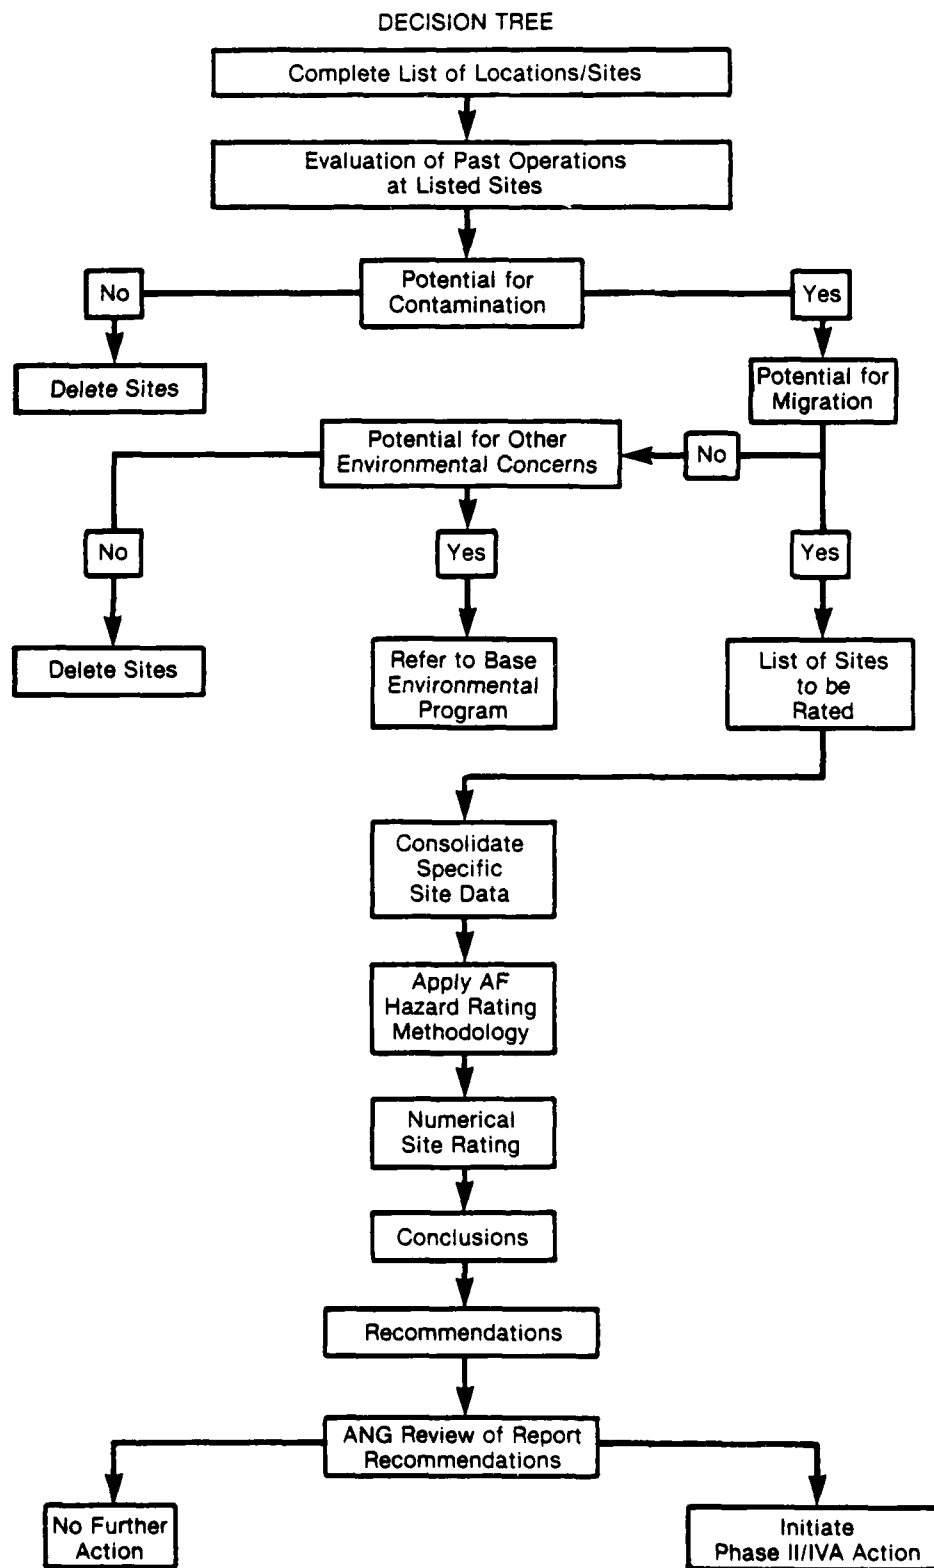 DECISION TREE
Complete List of Locations/Sites
Evaluation of Past Operations
at Listed Sites
Potential for
Contamination
No
Yes
Delete Sites
Potential for
Migration
Potential for Other
Environmental Concerns
No
No
Yes
Yes
Delete Sites
Refer to Base
Environmental
Program
List of Sites
to be
Rated
Consolidate
Specific
Site Data
Apply AF
Hazard Rating
Methodology
Numerical
Site Rating
Conclusions
Recommendations
ANG Review of Report
Recommendations
No Further
Action
Initiate
Phase II/IVA Action